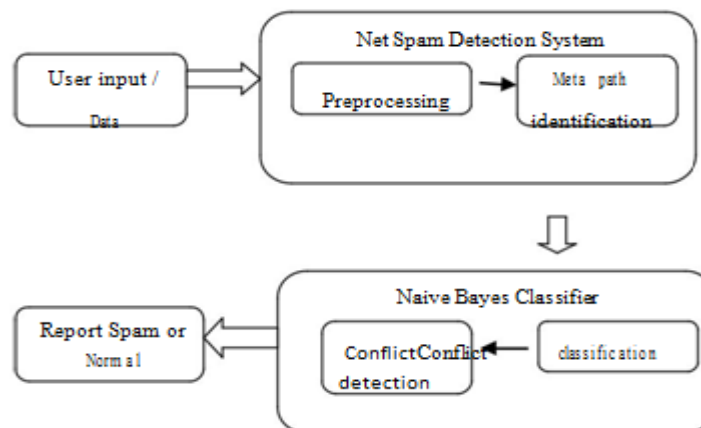 Net Spam Detection System
User input /
Data
Preprocessing
Meta path
identification
Naive Bayes Classifier
Report Spam or
Normal
ConflictConflict
detection
classification